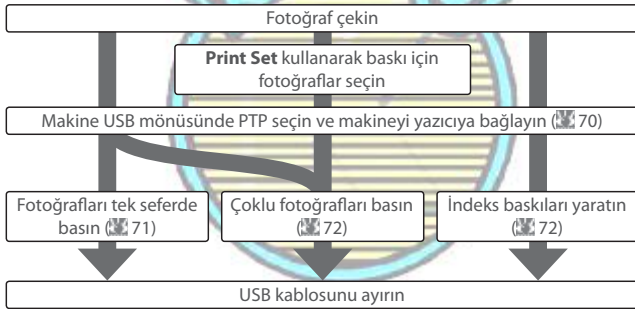 Fotoğraf çekin
Print Set kullanarak baskı için
fotoğraflar seçin
Makine USB mönüsünde PTP seçin ve makineyi yazıcıya bağlayın ( 70)
Fotoğrafları tek seferde
basın ( 71)
Çoklu fotoğrafları basın
( 72)
İndeks baskıları yaratın
( 72)
USB kablosunu ayırın